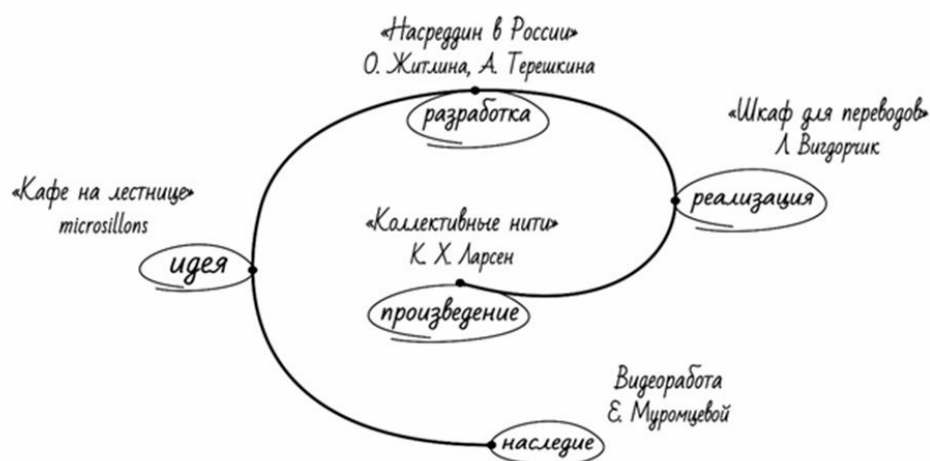 «Насреддин в России»
О. Житлина, А. Терешкина
разработка
«Шкаф для переводов»
Л. Вигдорчик
реализация
«Кафе на лестнице»
microsillons
идея
«Коллективные нити»
К. Х. Ларсен
произведение
Видеоработа
Е. Муромцевой
наследие